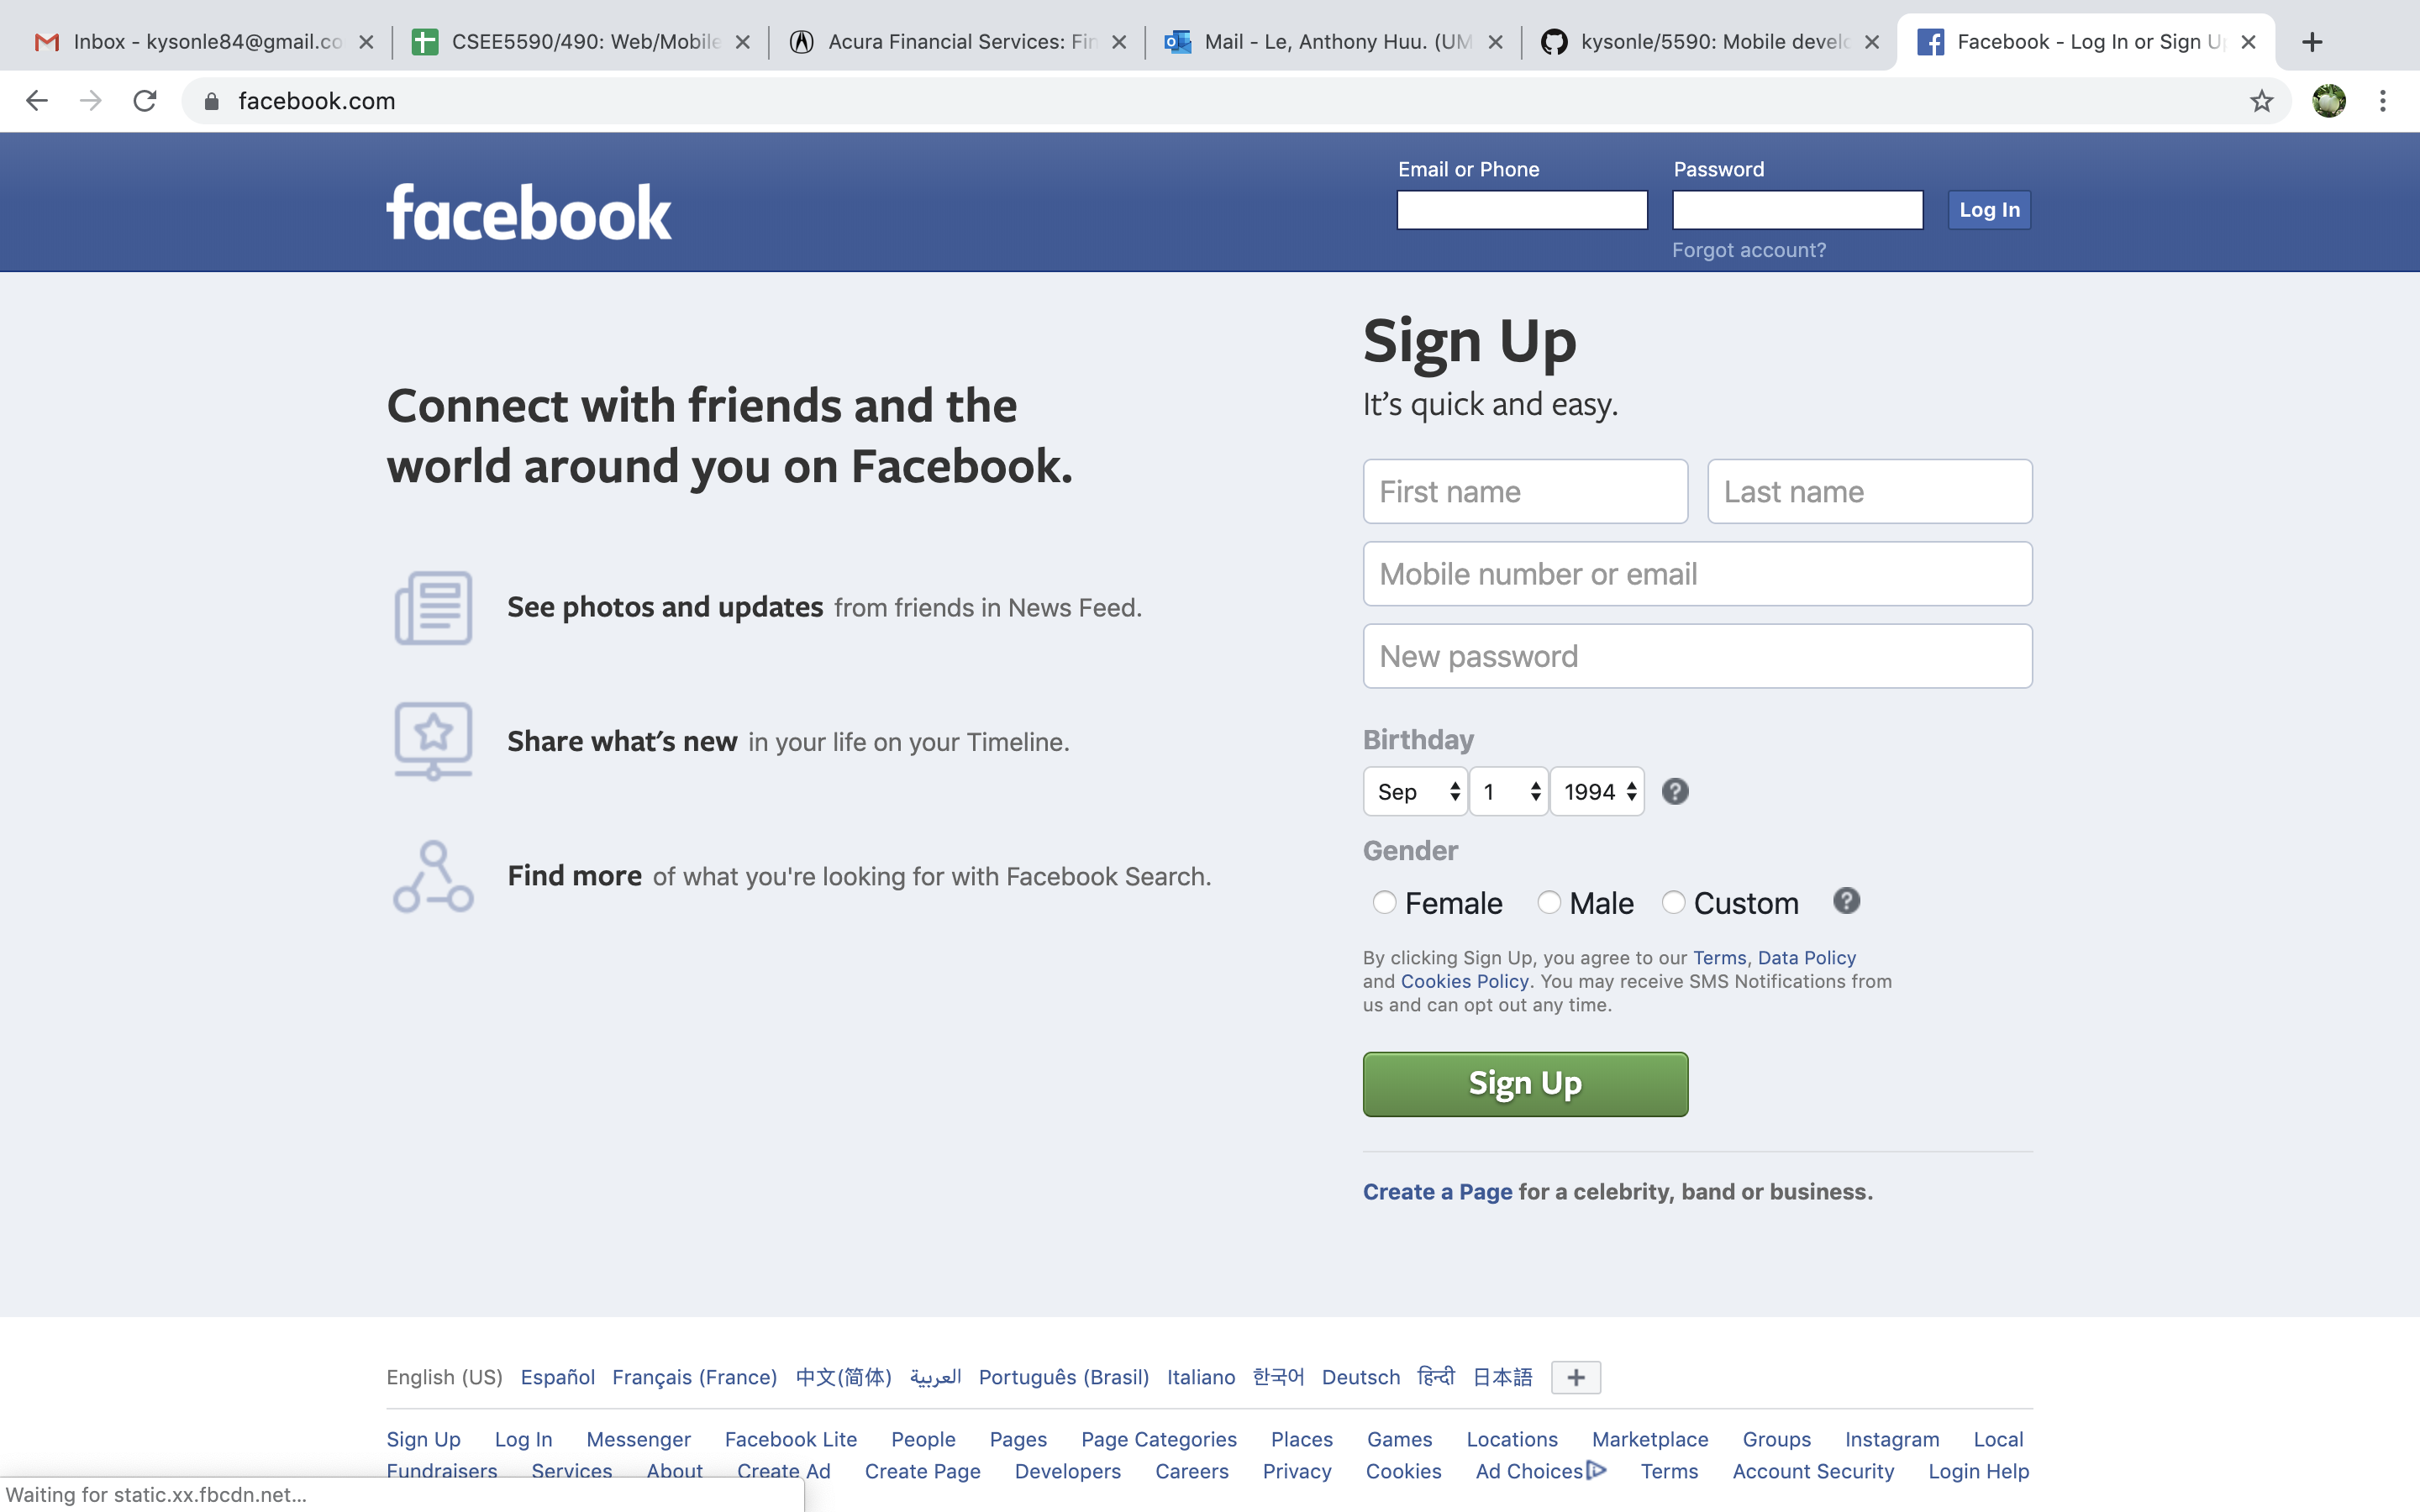 Inbox - kysonle84@gmail.co
CSEE5590/490: Web/Mobile
Acura Financial Services: Fin
Mail - Le, Anthony Huu. (UM
kysonle/5590: Mobile develo
Facebook - Log In or Sign Up
facebook.com
Email or Phone
Password
facebook
Log In
Forgot account?
Sign Up
It's quick and easy.
Connect with friends and the
world around you on Facebook.
First name
Last name
Mobile number or email
New password
See photos and updates from friends in News Feed.
Share what's new in your life on your Timeline.
Find more of what you're looking for with Facebook Search.
Birthday
Sep 1 1994 ?
Gender
Female Male Custom ?
By clicking Sign Up, you agree to our Terms, Data Policy
and Cookies Policy. You may receive SMS Notifications from
us and can opt out any time.
Sign Up
Create a Page for a celebrity, band or business.
English (US) Español Français (France) 中文(简体) العربية Português (Brasil) Italiano 한국어 Deutsch हिन्दी 日本語 +
Sign Up Log In Messenger Facebook Lite People Pages Page Categories Places Games Locations Marketplace Groups Instagram Local
Fundraisers Services About Create Ad Create Page Developers Careers Privacy Cookies Ad Choices Terms Account Security Login Help
Waiting for static.xx.fbcdn.net...